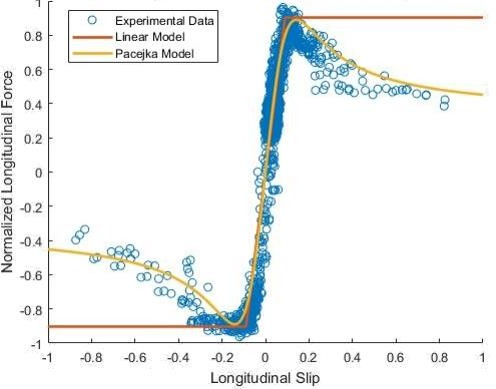 Experimental Data
Linear Model
Pacejka Model
Normalized Longitudinal Force
1
0.8
0.6
0.4
0.2
0
-0.2
-0.4
-0.6
-0.8
-1
-1 -0.8 -0.6 -0.4 -0.2 0 0.2 0.4 0.6 0.8 1
Longitudinal Slip